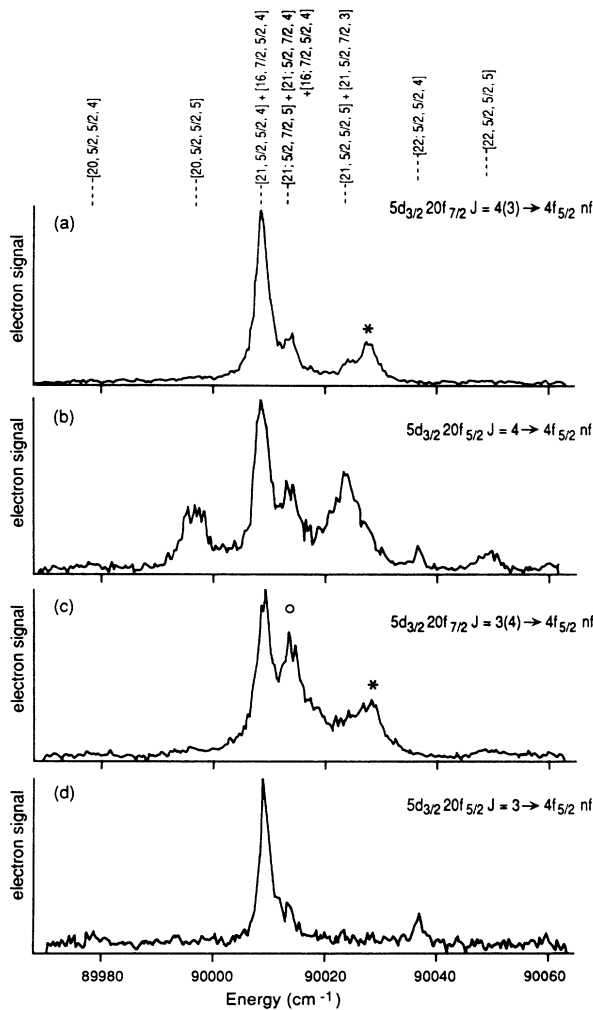 ----[20, 5/2, 5/2, 4]
----[20, 5/2, 5/2, 5]
----[21, 5/2, 5/2, 4] + [16, 7/2, 5/2, 4]
----[21; 5/2, 7/2, 5] + [21; 5/2, 7/2, 4]
+[16; 7/2, 5/2, 4]
----[21, 5/2, 5/2, 5] + [21, 5/2, 7/2, 3]
----[22; 5/2, 5/2, 4]
----[22, 5/2, 5/2, 5]
(a)
5d3/2 20f7/2 J = 4(3) → 4f5/2 nf
*
electron signal
(b)
5d3/2 20f5/2 J = 4 → 4f5/2 nf
electron signal
(c)
5d3/2 20f7/2 J = 3(4) → 4f5/2 nf
*
electron signal
(d)
5d3/2 20f5/2 J = 3 → 4f5/2 nf
electron signal
89980 90000 90020 90040 90060
Energy (cm-1)